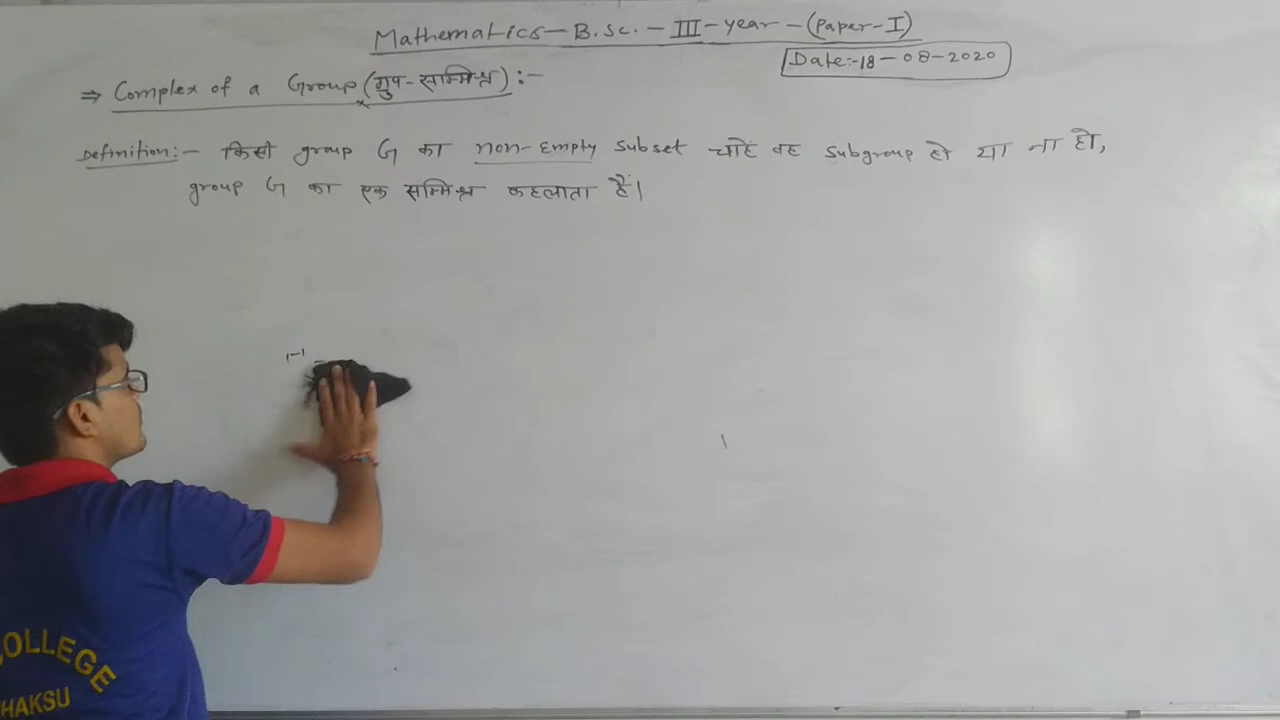 Mathematics-B.Sc.-III-year-(Paper-I)
Date:-18-08-2020
⇒ Complex of a Group (ग्रुप-सम्मिश्र):-
Definition:- किसी group G का non-Empty subset चाहे वह subgroup हो या ना हो,
group G का एक सम्मिश्र कहलाता हैं।
COLLEGE
HAKSU